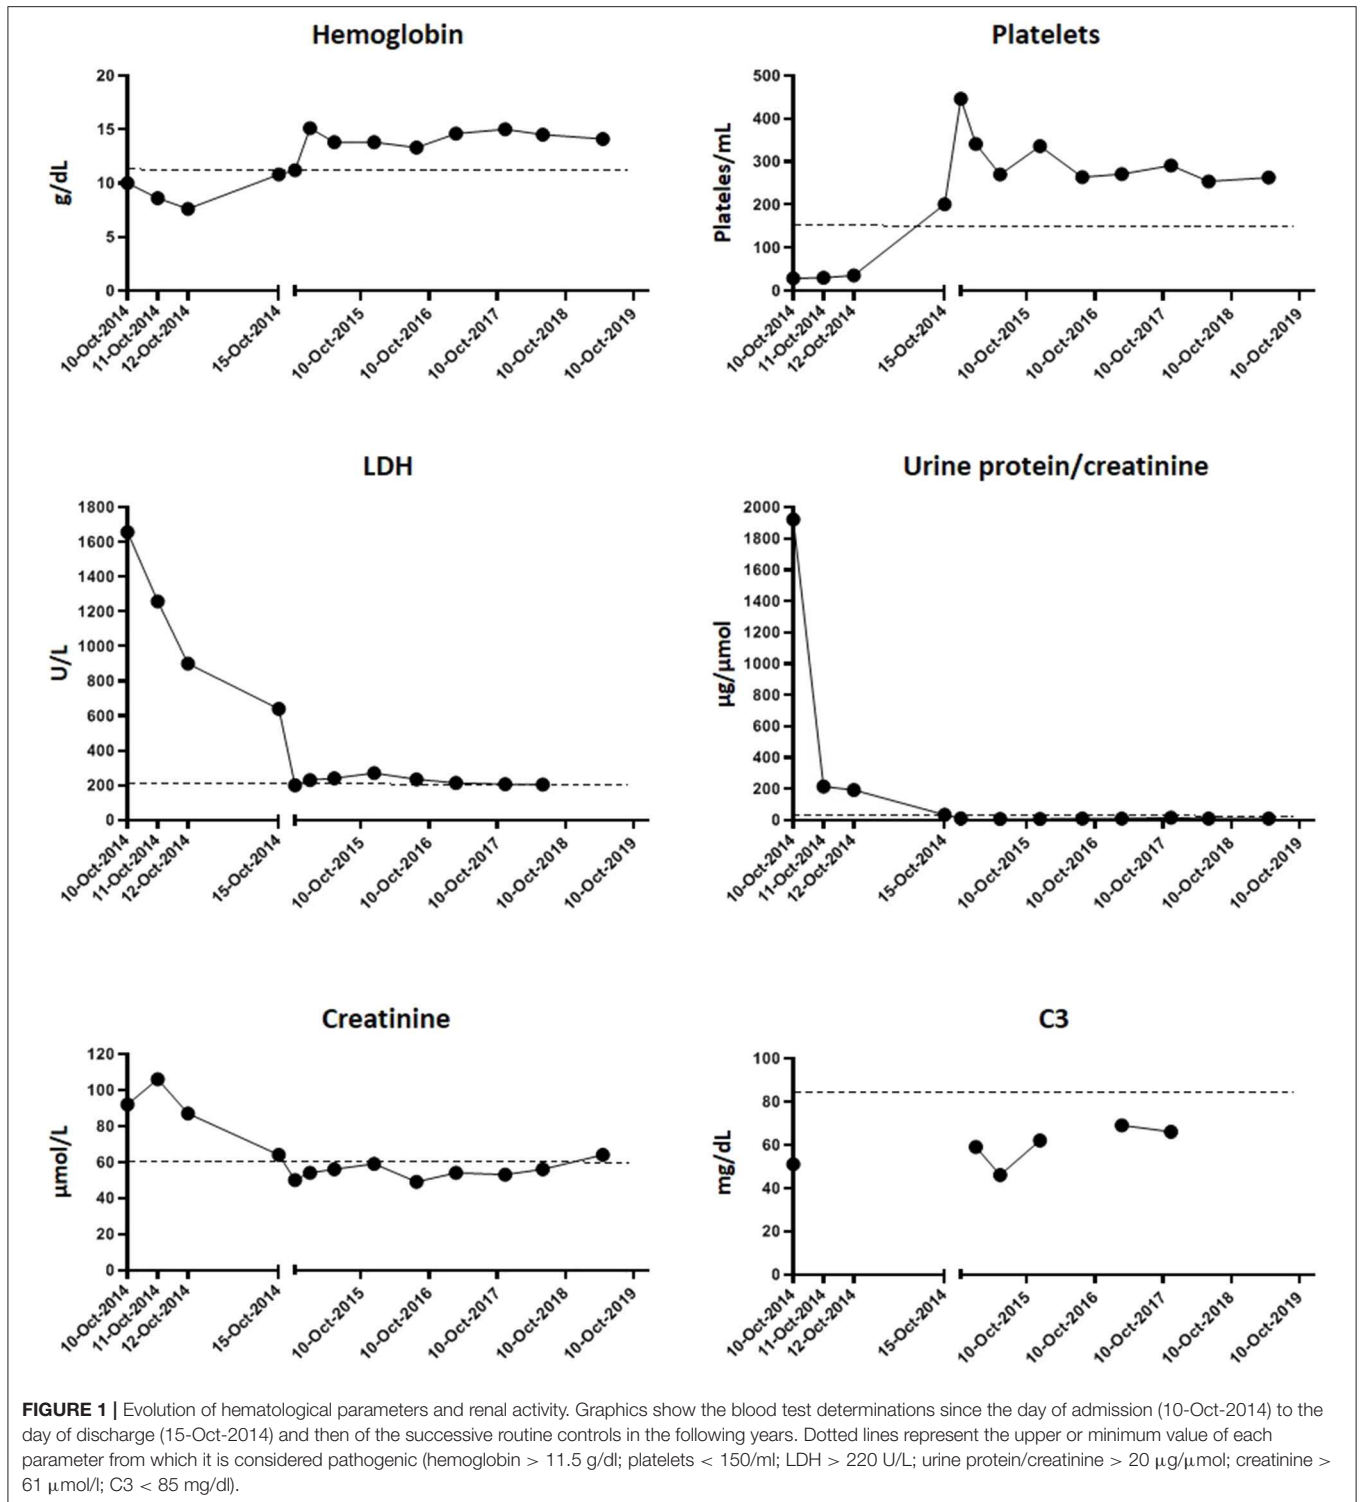 Hemoglobin
g/dL
20
15
10
5
0
10-Oct-2014
11-Oct-2014
12-Oct-2014
15-Oct-2014
10-Oct-2015
10-Oct-2016
10-Oct-2017
10-Oct-2018
10-Oct-2019
Platelets
Plateles/mL
500
400
300
200
100
0
10-Oct-2014
11-Oct-2014
12-Oct-2014
15-Oct-2014
10-Oct-2015
10-Oct-2016
10-Oct-2017
10-Oct-2018
10-Oct-2019
LDH
U/L
1800
1600
1400
1200
1000
800
600
400
200
0
10-Oct-2014
11-Oct-2014
12-Oct-2014
15-Oct-2014
10-Oct-2015
10-Oct-2016
10-Oct-2017
10-Oct-2018
10-Oct-2019
Urine protein/creatinine
µg/µmol
2000
1800
1600
1400
1200
1000
800
600
400
200
0
10-Oct-2014
11-Oct-2014
12-Oct-2014
15-Oct-2014
10-Oct-2015
10-Oct-2016
10-Oct-2017
10-Oct-2018
10-Oct-2019
Creatinine
µmol/L
120
100
80
60
40
20
0
10-Oct-2014
11-Oct-2014
12-Oct-2014
15-Oct-2014
10-Oct-2015
10-Oct-2016
10-Oct-2017
10-Oct-2018
10-Oct-2019
C3
mg/dL
100
80
60
40
20
0
10-Oct-2014
11-Oct-2014
12-Oct-2014
15-Oct-2014
10-Oct-2015
10-Oct-2016
10-Oct-2017
10-Oct-2018
10-Oct-2019
FIGURE 1 | Evolution of hematological parameters and renal activity. Graphics show the blood test determinations since the day of admission (10-Oct-2014) to the
day of discharge (15-Oct-2014) and then of the successive routine controls in the following years. Dotted lines represent the upper or minimum value of each
parameter from which it is considered pathogenic (hemoglobin > 11.5 g/dl; platelets < 150/ml; LDH > 220 U/L; urine protein/creatinine > 20 µg/µmol; creatinine >
61 µmol/l; C3 < 85 mg/dl).